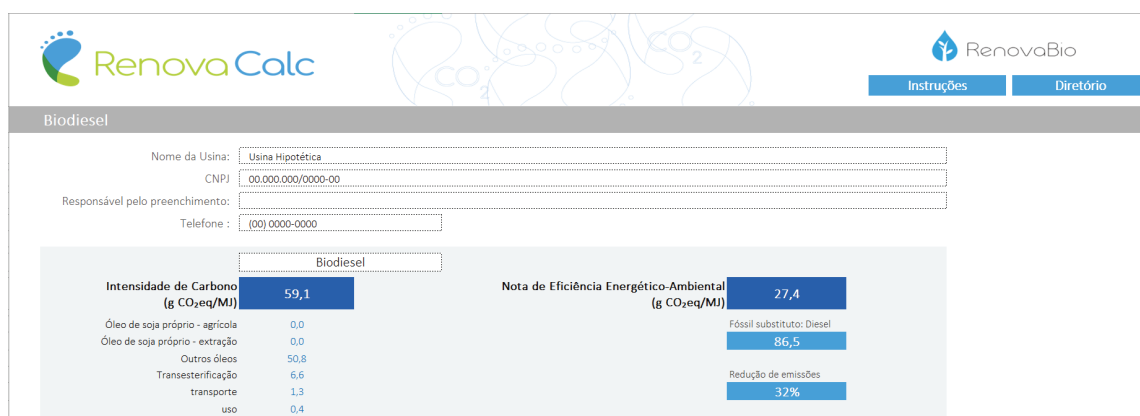 RenovaCalc
CO2
CO2
RenovaBio
Instruções Diretório
Biodiesel
Nome da Usina: Usina Hipotética
CNPJ 00.000.000/0000-00
Responsável pelo preenchimento:
Telefone : (00) 0000-0000
Biodiesel
Intensidade de Carbono
(g CO₂eq/MJ) 59,1
Nota de Eficiência Energético-Ambiental
(g CO₂eq/MJ) 27,4
Óleo de soja próprio - agrícola 0,0
Fóssil substituto: Diesel
Óleo de soja próprio - extração 0,0
86,5
Outros óleos 50,8
Transesterificação 6,6
Redução de emissões
transporte 1,3
32%
uso 0,4